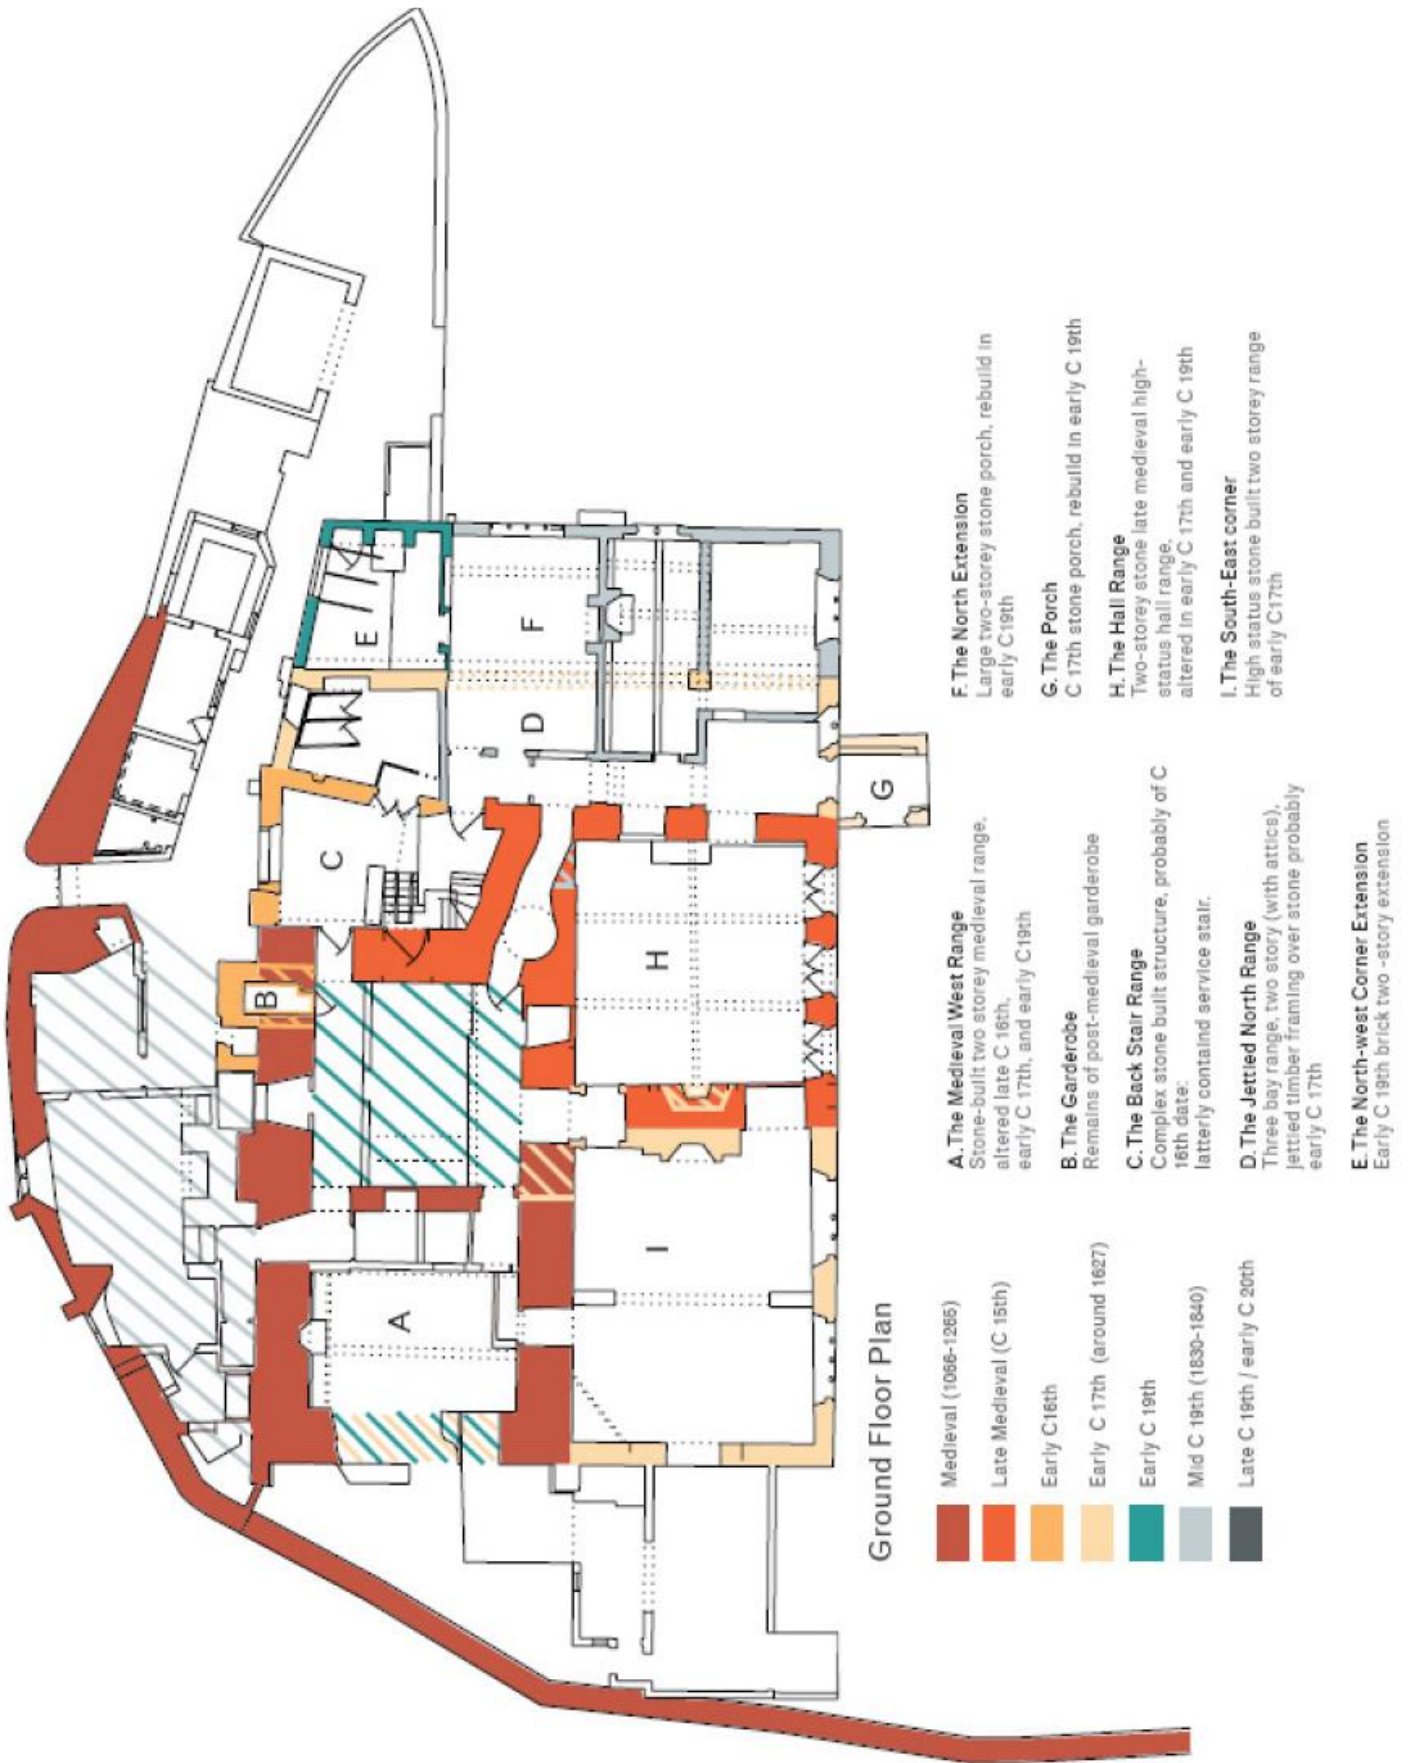 A
B
C
D
E
F
G
H
I
Ground Floor Plan
Medieval (1066-1265)
Late Medieval (C 15th)
Early C16th
Early C 17th (around 1627)
Early C 19th
Mid C 19th (1830-1840)
Late C 19th / early C 20th
A. The Medieval West Range
Stone-built two storey medieval range,
altered late C 16th,
early C 17th, and early C19th
B. The Garderobe
Remains of post-medieval garderobe
C. The Back Stair Range
Complex stone built structure, probably of C
16th date:
latterly containd service stair.
D. The Jettied North Range
Three bay range, two story (with attics),
jettied timber framing over stone probably
early C 17th
E. The North-west Corner Extension
Early C 19th brick two -story extension
F. The North Extension
Large two-storey stone porch, rebuild in
early C19th
G. The Porch
C 17th stone porch, rebuild in early C 19th
H. The Hall Range
Two-storey stone late medieval high-
status hall range,
altered in early C 17th and early C 19th
I. The South-East corner
High status stone built two storey range
of early C17th